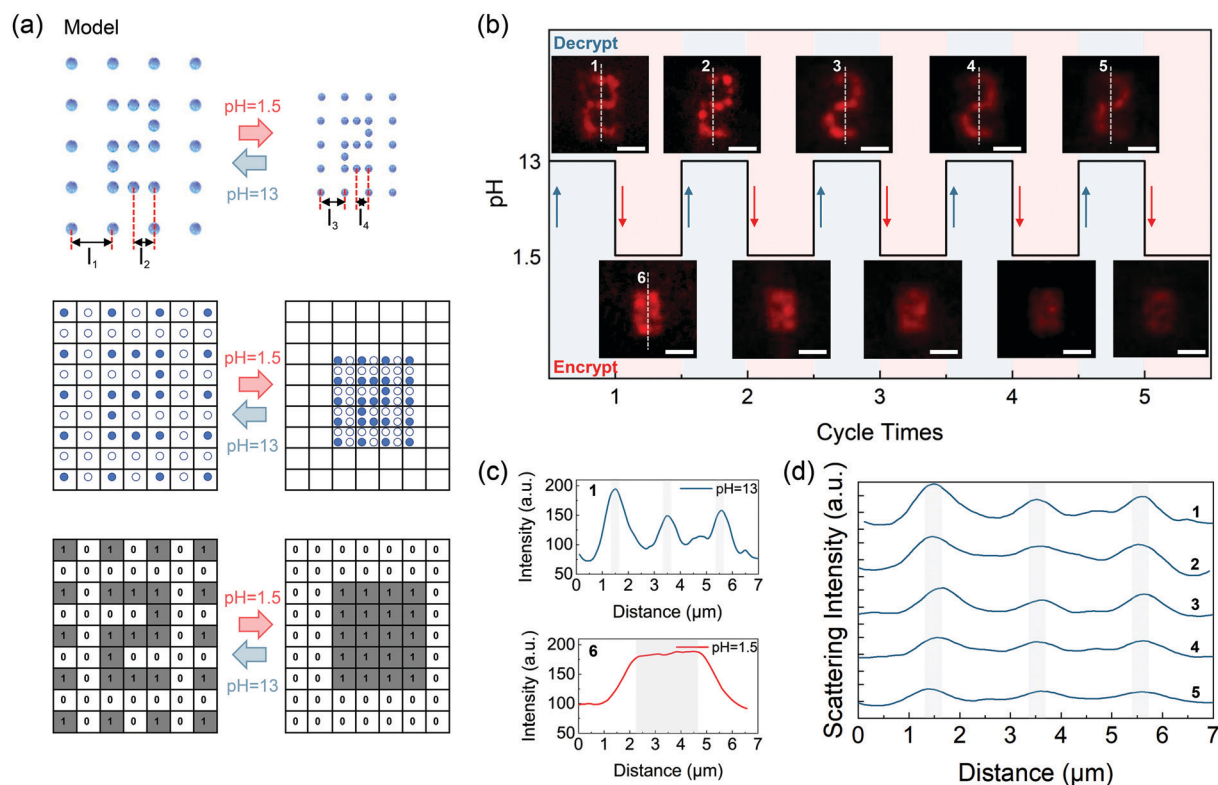 (a) Model
pH=1.5
pH=13
l₁
l₂
l₃
l₄
pH=1.5
pH=13
1 0 1 0 1 0 1
0 0 0 0 0 0 0
1 0 1 1 1 0 1
0 0 0 0 1 0 0
1 0 1 1 1 0 1
0 0 1 0 0 0 0
1 0 1 1 1 0 1
0 0 0 0 0 0 0
1 0 1 0 1 0 1
pH=1.5
pH=13
0 0 0 0 0 0 0
0 0 0 0 0 0 0
0 0 1 1 1 1 0
0 0 1 1 1 1 0
0 0 1 1 1 1 0
0 0 1 1 1 1 0
0 0 1 1 1 1 0
0 0 0 0 0 0 0
0 0 0 0 0 0 0
(b)
Decrypt
1 2 3 4 5
13
pH
1.5
6
Encrypt
1 2 3 4 5
Cycle Times
(c)
1
pH=13
Intensity (a.u.)
200
150
100
50
0 1 2 3 4 5 6 7
Distance (μm)
6
pH=1.5
Intensity (a.u.)
200
150
100
50
0 1 2 3 4 5 6 7
Distance (μm)
(d)
Scattering Intensity (a.u.)
1
2
3
4
5
0 1 2 3 4 5 6 7
Distance (μm)